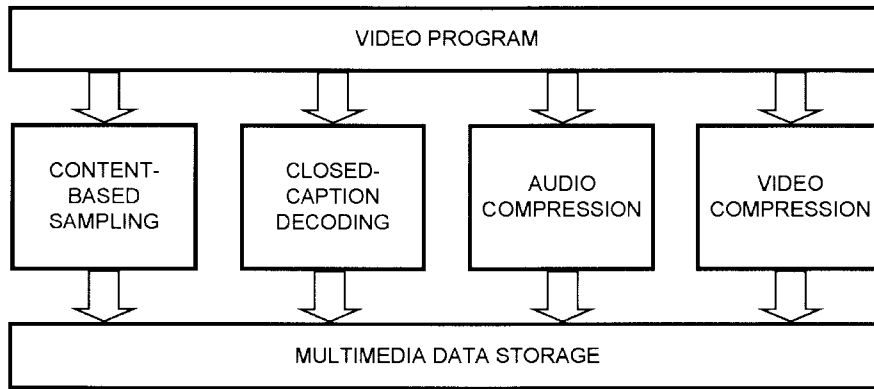 VIDEO PROGRAM
CONTENT-
BASED
SAMPLING
CLOSED-
CAPTION
DECODING
AUDIO
COMPRESSION
VIDEO
COMPRESSION
MULTIMEDIA DATA STORAGE